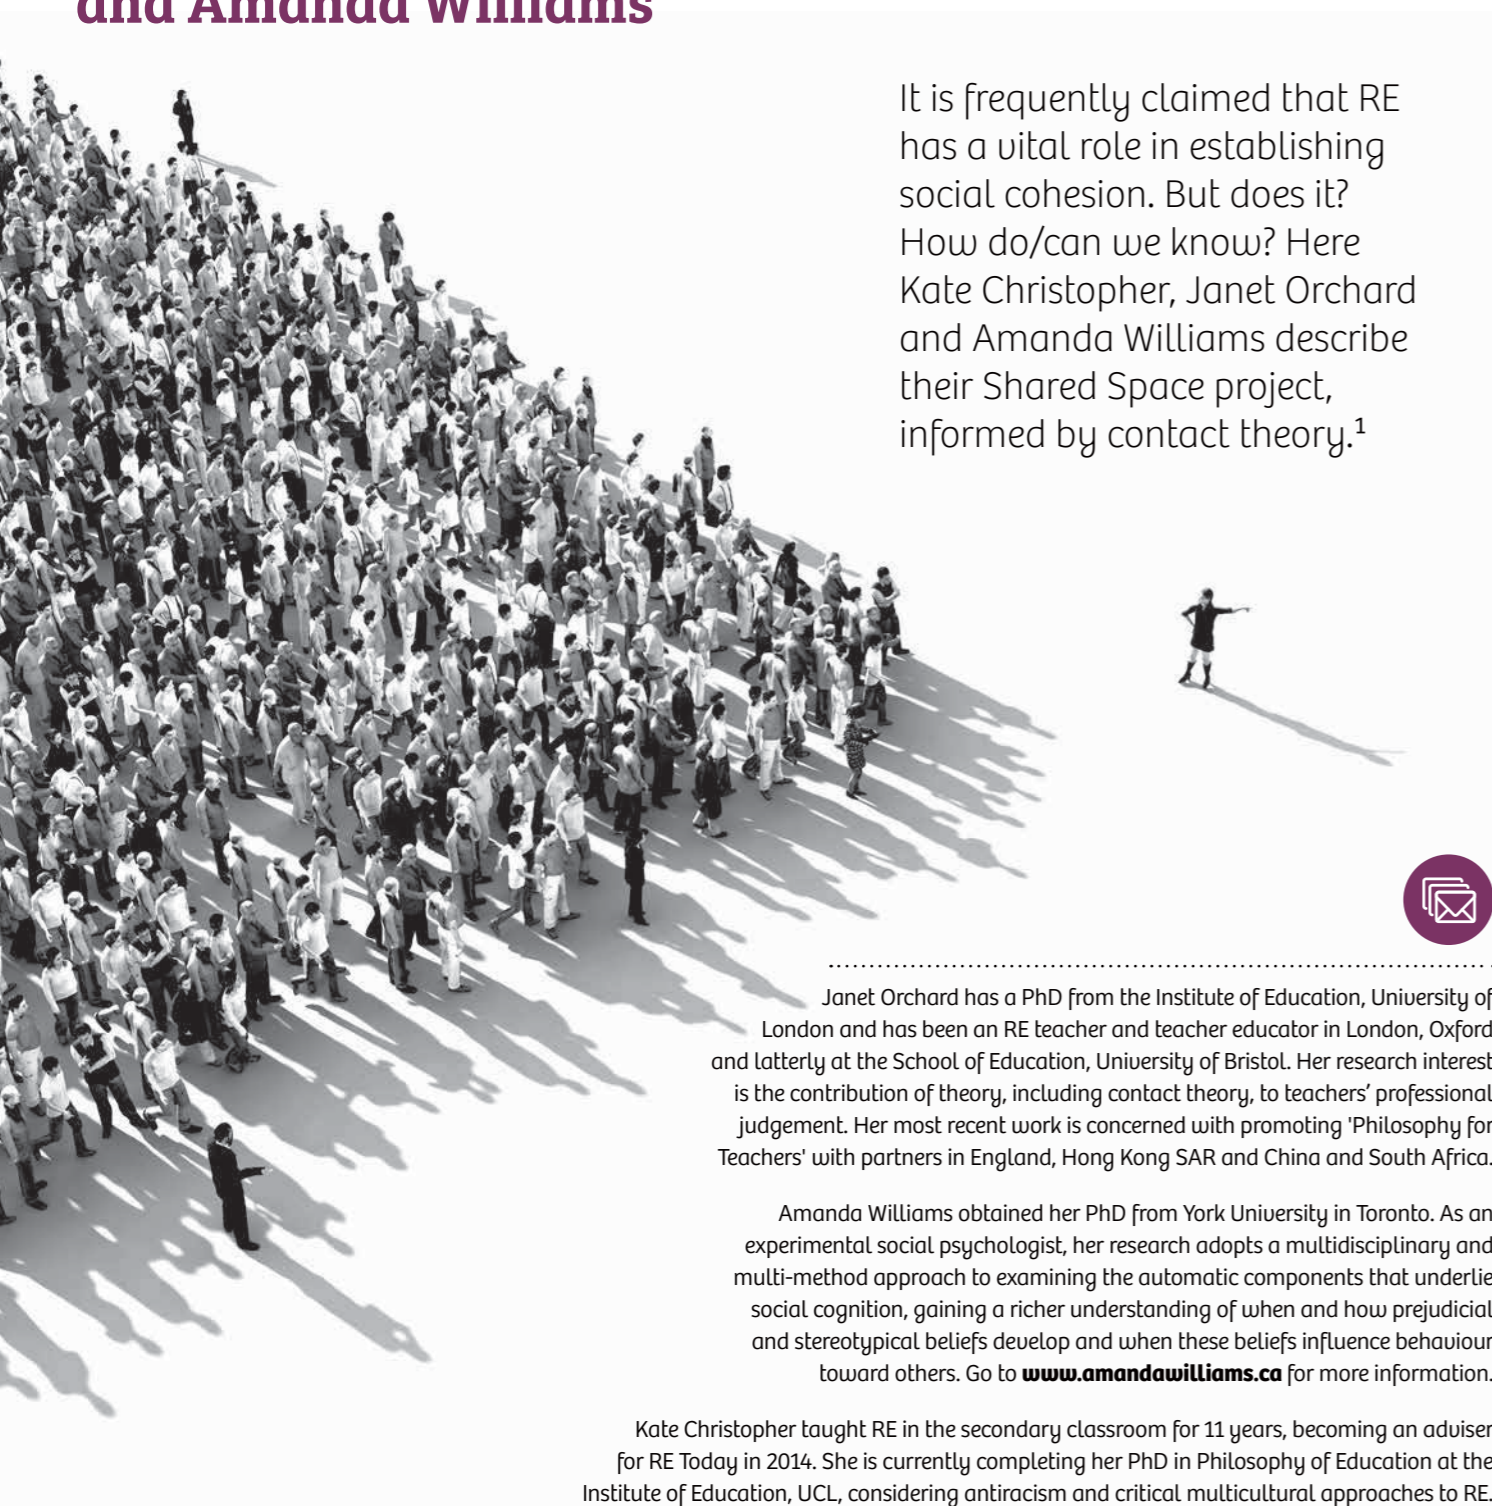 and Amanda Williams
It is frequently claimed that RE
has a vital role in establishing
social cohesion. But does it?
How do/can we know? Here
Kate Christopher, Janet Orchard
and Amanda Williams describe
their Shared Space project,
informed by contact theory.¹
Janet Orchard has a PhD from the Institute of Education, University of
London and has been an RE teacher and teacher educator in London, Oxford
and latterly at the School of Education, University of Bristol. Her research interest
is the contribution of theory, including contact theory, to teachers’ professional
judgement. Her most recent work is concerned with promoting 'Philosophy for
Teachers' with partners in England, Hong Kong SAR and China and South Africa.
Amanda Williams obtained her PhD from York University in Toronto. As an
experimental social psychologist, her research adopts a multidisciplinary and
multi-method approach to examining the automatic components that underlie
social cognition, gaining a richer understanding of when and how prejudicial
and stereotypical beliefs develop and when these beliefs influence behaviour
toward others. Go to www.amandawilliams.ca for more information.
Kate Christopher taught RE in the secondary classroom for 11 years, becoming an adviser
for RE Today in 2014. She is currently completing her PhD in Philosophy of Education at the
Institute of Education, UCL, considering antiracism and critical multicultural approaches to RE.